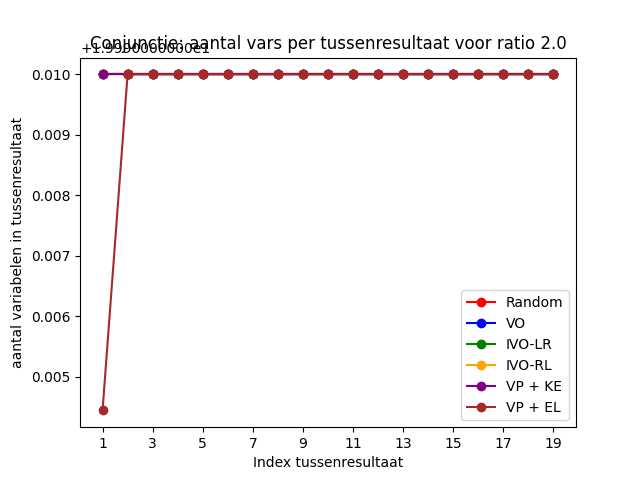 Conjunctie: aantal vars per tussenresultaat voor ratio 2.0
+1.9990000000e1
0.010
0.009
0.008
0.007
0.006
0.005
aantal variabelen in tussenresultaat
Random
VO
IVO-LR
IVO-RL
VP + KE
VP + EL
1 3 5 7 9 11 13 15 17 19
Index tussenresultaat